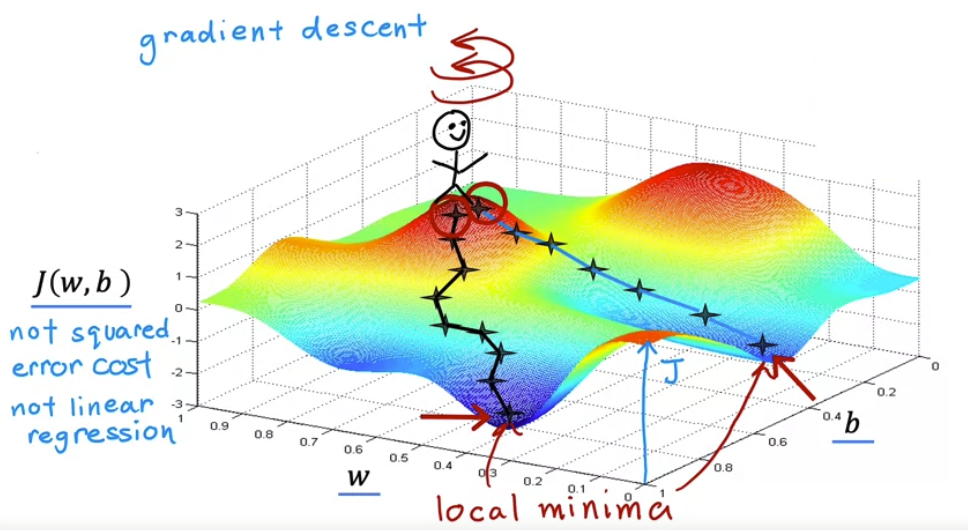 gradient descent
J(w, b)
not squared
error cost
not linear
regression
3
2
1
0
-1
-2
-3
1
0.9
0.8
0.7
0.6
0.5
0.4
0.3
0.2
0.1
0
w
1
0.8
0.6
0.4
0.2
0
b
J
local minima